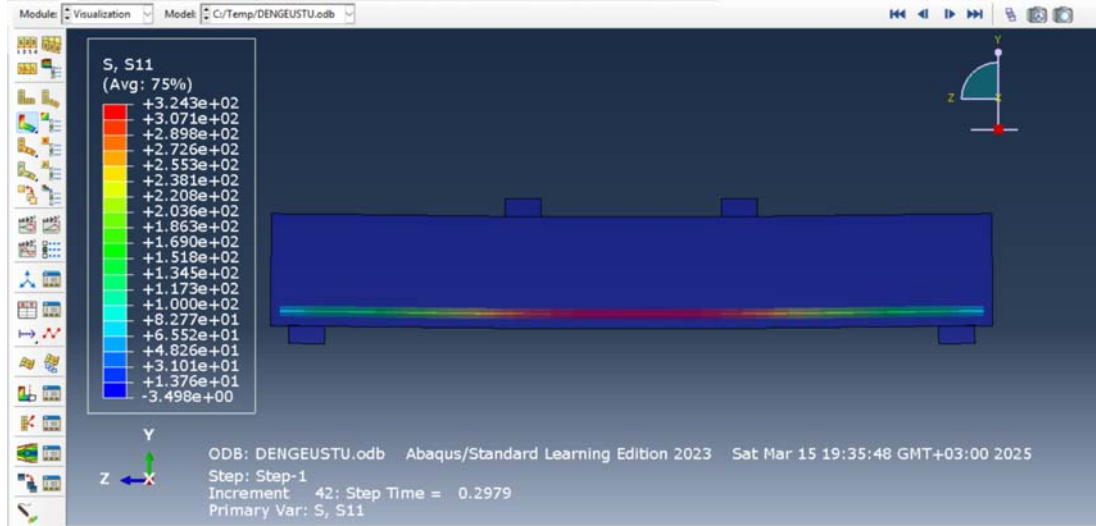 Module: Visualization Model: C:/Temp/DENGEUSTU.odb
Y
Z X
S, S11
(Avg: 75%)
+3.243e+02
+3.071e+02
+2.898e+02
+2.726e+02
+2.553e+02
+2.381e+02
+2.208e+02
+2.036e+02
+1.863e+02
+1.690e+02
+1.518e+02
+1.345e+02
+1.173e+02
+1.000e+02
+8.277e+01
+6.552e+01
+4.826e+01
+3.101e+01
+1.376e+01
-3.498e+00
Y
Z X
ODB: DENGEUSTU.odb Abaqus/Standard Learning Edition 2023 Sat Mar 15 19:35:48 GMT+03:00 2025
Step: Step-1
Increment 42: Step Time = 0.2979
Primary Var: S, S11